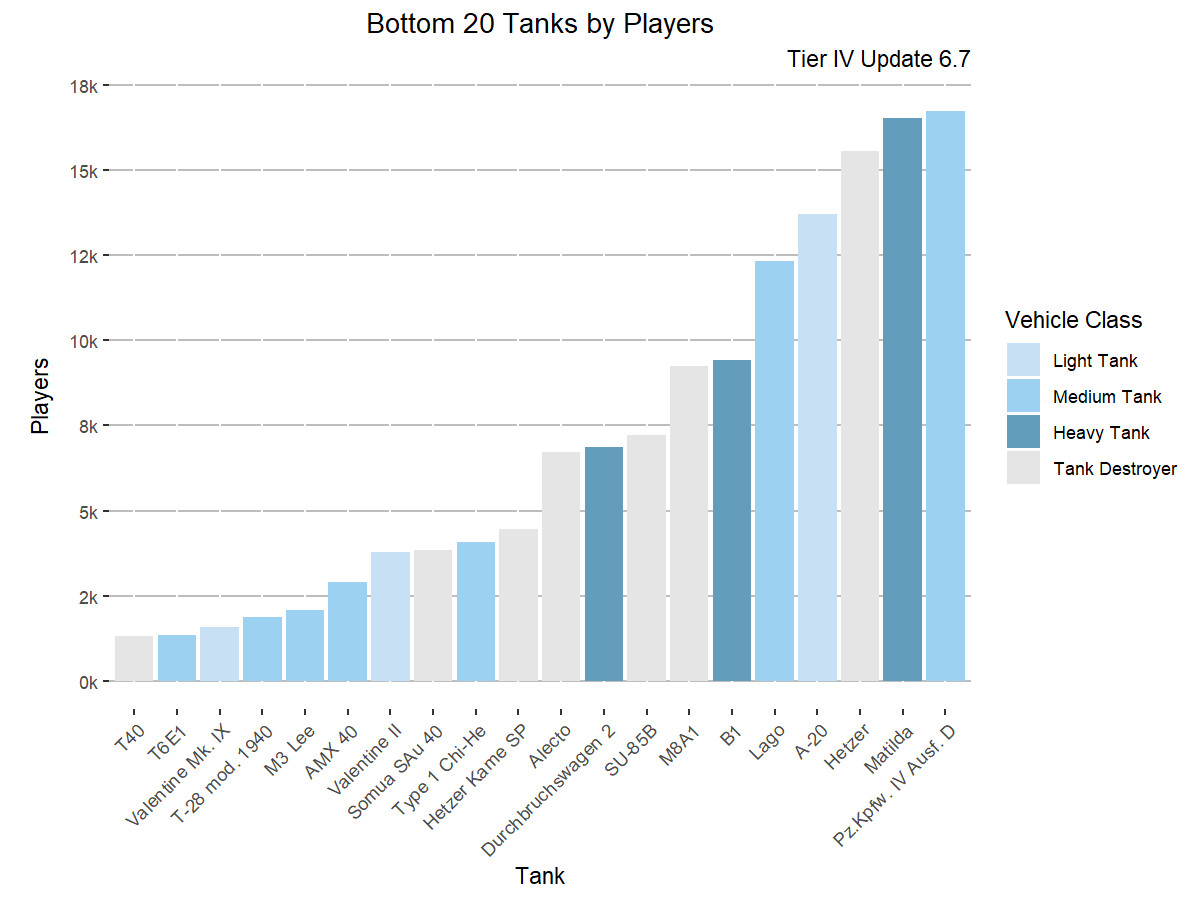 Bottom 20 Tanks by Players
Tier IV Update 6.7
18k
15k
12k
10k
8k
5k
2k
0k
Players
T40
T6E1
Valentine Mk. IX
T-28 mod. 1940
M3 Lee
AMX 40
Valentine II
Somua SAu 40
Type 1 Chi-He
Hetzer Kame SP
Alecto
Durchbruchswagen 2
SU-85B
M8A1
B1
Lago
A-20
Hetzer
Matilda
Pz.Kpfw. IV Ausf. D
Tank
Vehicle Class
Light Tank
Medium Tank
Heavy Tank
Tank Destroyer